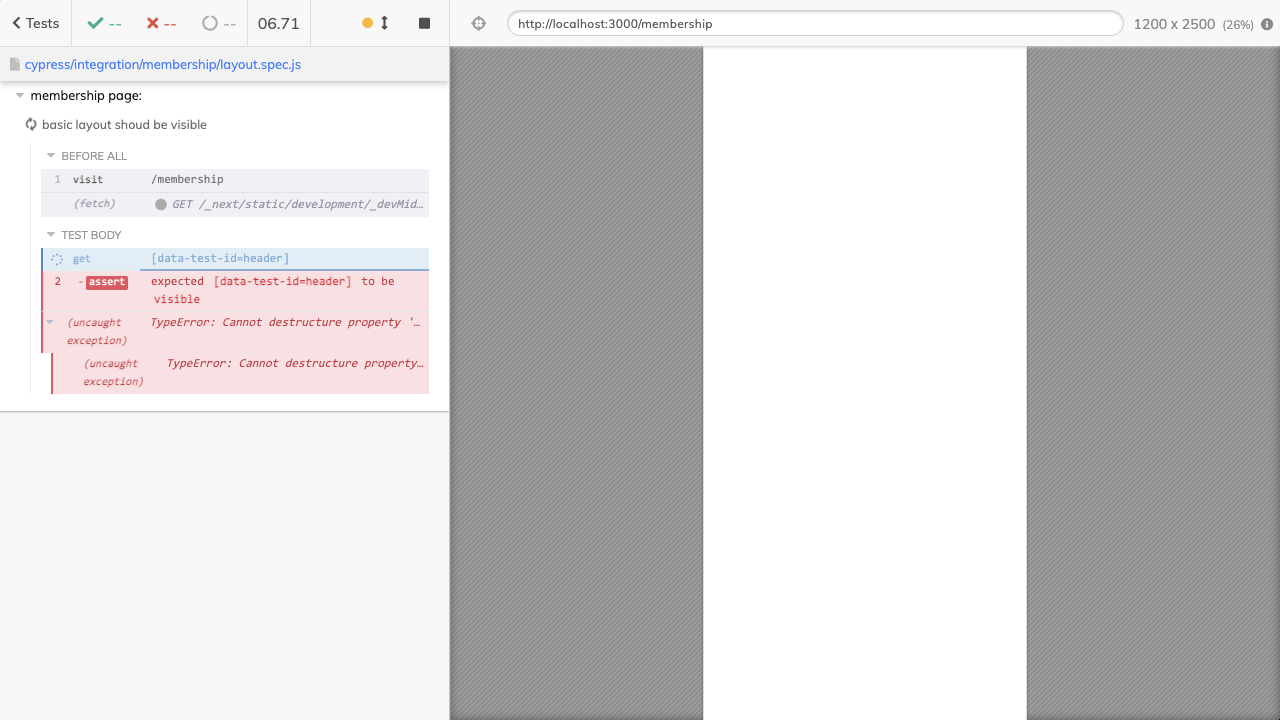 Tests
--
--
--
06.71
http://localhost:3000/membership
1200 x 2500 (26%)
cypress/integration/membership/layout.spec.js
membership page:
basic layout shoud be visible
BEFORE ALL
1 visit /membership
(fetch) GET /_next/static/development/_devMid…
TEST BODY
get [data-test-id=header]
2 -assert expected [data-test-id=header] to be
visible
(uncaught TypeError: Cannot destructure property '…
exception)
(uncaught TypeError: Cannot destructure property…
exception)